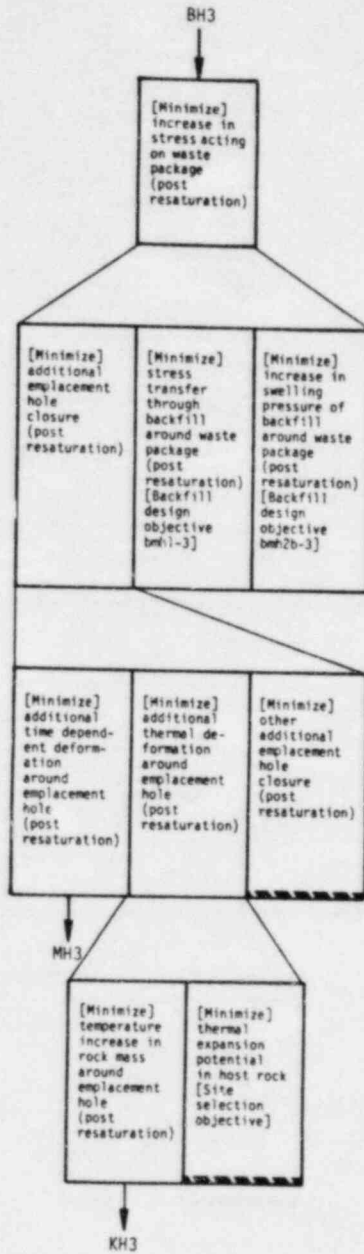 BH3
[Minimize]
increase in
stress acting
on waste
package
(post
resaturation)
[Minimize]
additional
emplacement
hole
closure
(post
resaturation)
[Minimize]
stress
transfer
through
backfill
around waste
package
(post
resaturation)
[Backfill
design
objective
bmh1-3]
[Minimize]
increase in
swelling
pressure of
backfill
around waste
package
(post
resaturation)
[Backfill
design
objective
bmh2b-3]
[Minimize]
additional
time depend-
ent deform-
ation
around
emplacement
hole
(post
resaturation)
[Minimize]
additional
thermal de-
formation
around
emplacement
hole
(post
resaturation)
[Minimize]
other
additional
emplacement
hole
closure
(post
resaturation)
MH3
[Minimize]
temperature
increase in
rock mass
around
emplacement
hole
(post
resaturation)
[Minimize]
thermal
expansion
potential
in host rock
[Site
selection
objective]
KH3